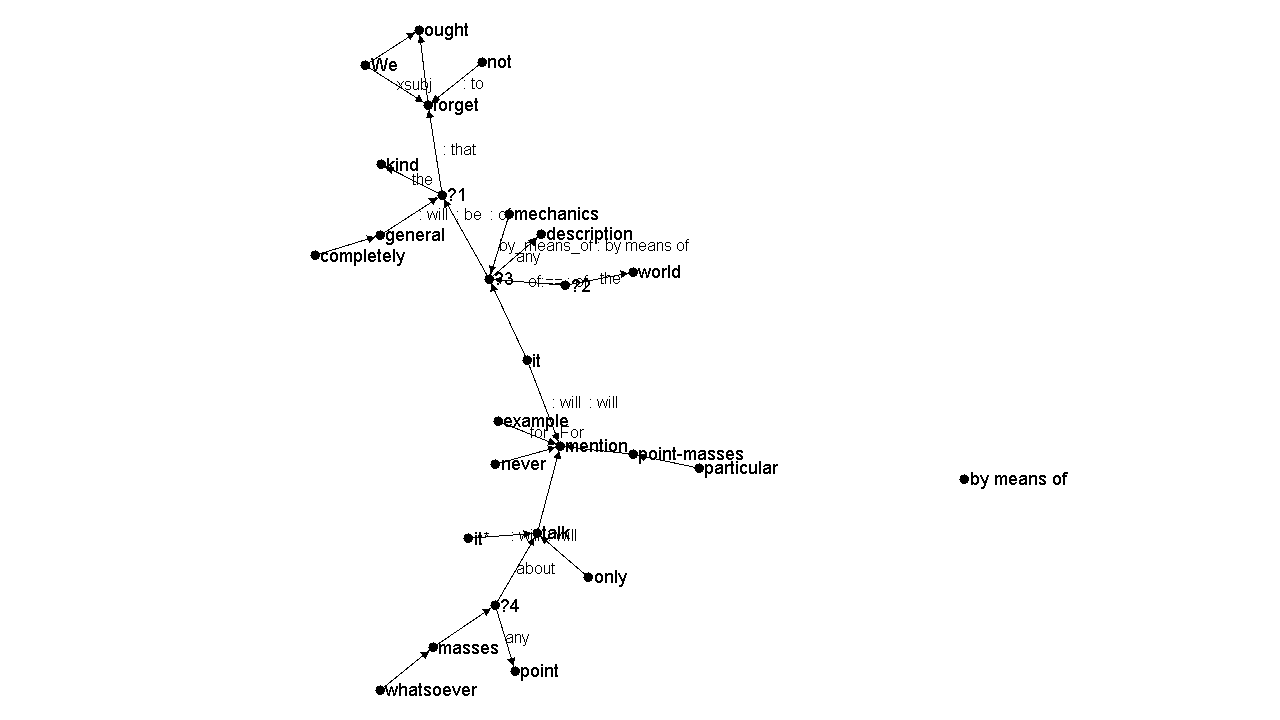 ought
We
not
xsubj : to
forget
: that
kind
the
?1
: will : be : of
mechanics
general
description
completely
by_means_of : by means of
any
?3
of:== : of
the
world
?2
it
: will : will
example
for : For
mention
point-masses
never
particular
by means of
talk
it*
: will : will
about
only
?4
any
masses
point
whatsoever